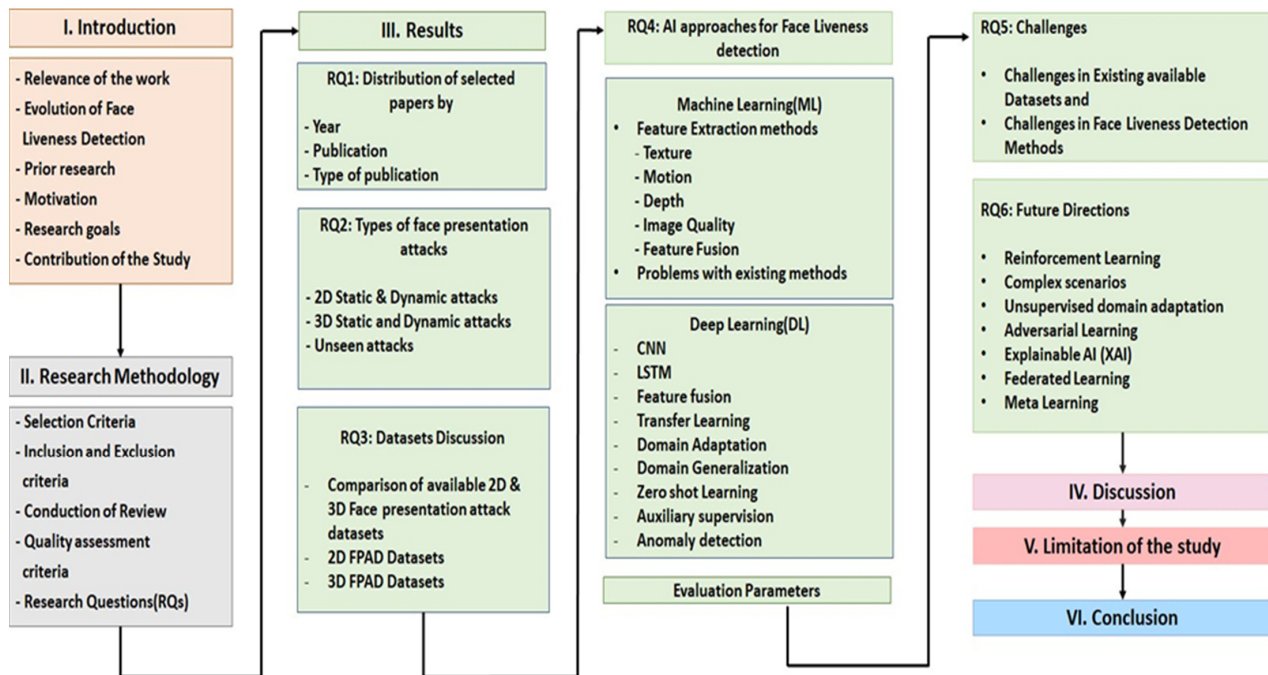 I. Introduction
- Relevance of the work
- Evolution of Face
Liveness Detection
- Prior research
- Motivation
- Research goals
- Contribution of the Study
II. Research Methodology
- Selection Criteria
- Inclusion and Exclusion
criteria
- Conduction of Review
- Quality assessment
criteria
- Research Questions(RQs)
III. Results
RQ1: Distribution of selected
papers by
- Year
- Publication
- Type of publication
RQ2: Types of face presentation
attacks
- 2D Static & Dynamic attacks
- 3D Static and Dynamic attacks
- Unseen attacks
RQ3: Datasets Discussion
- Comparison of available 2D &
3D Face presentation attack
datasets
- 2D FPAD Datasets
- 3D FPAD Datasets
RQ4: AI approaches for Face Liveness
detection
Machine Learning(ML)
• Feature Extraction methods
- Texture
- Motion
- Depth
- Image Quality
- Feature Fusion
• Problems with existing methods
Deep Learning(DL)
- CNN
- LSTM
- Feature fusion
- Transfer Learning
- Domain Adaptation
- Domain Generalization
- Zero shot Learning
- Auxiliary supervision
- Anomaly detection
Evaluation Parameters
RQ5: Challenges
• Challenges in Existing available
Datasets and
• Challenges in Face Liveness Detection
Methods
RQ6: Future Directions
• Reinforcement Learning
• Complex scenarios
• Unsupervised domain adaptation
• Adversarial Learning
• Explainable AI (XAI)
• Federated Learning
• Meta Learning
IV. Discussion
V. Limitation of the study
VI. Conclusion